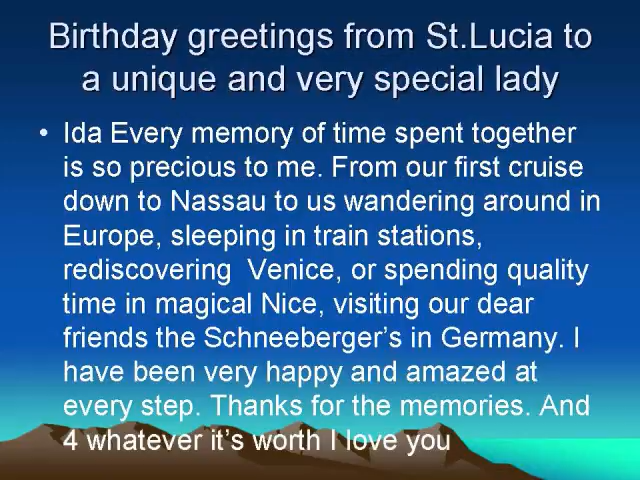 Birthday greetings from St.Lucia to
a unique and very special lady
• Ida Every memory of time spent together
is so precious to me. From our first cruise
down to Nassau to us wandering around in
Europe, sleeping in train stations,
rediscovering  Venice, or spending quality
time in magical Nice, visiting our dear
friends the Schneeberger’s in Germany. I
have been very happy and amazed at
every step. Thanks for the memories. And
4 whatever it’s worth I love you